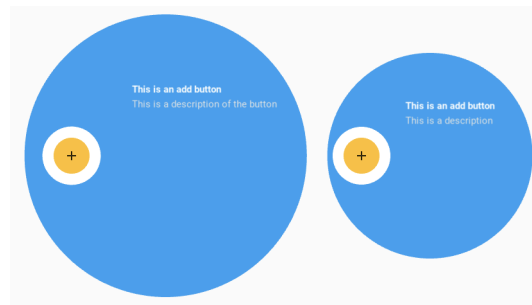 This is an add button
This is a description of the button
+
This is an add button
This is a description
+